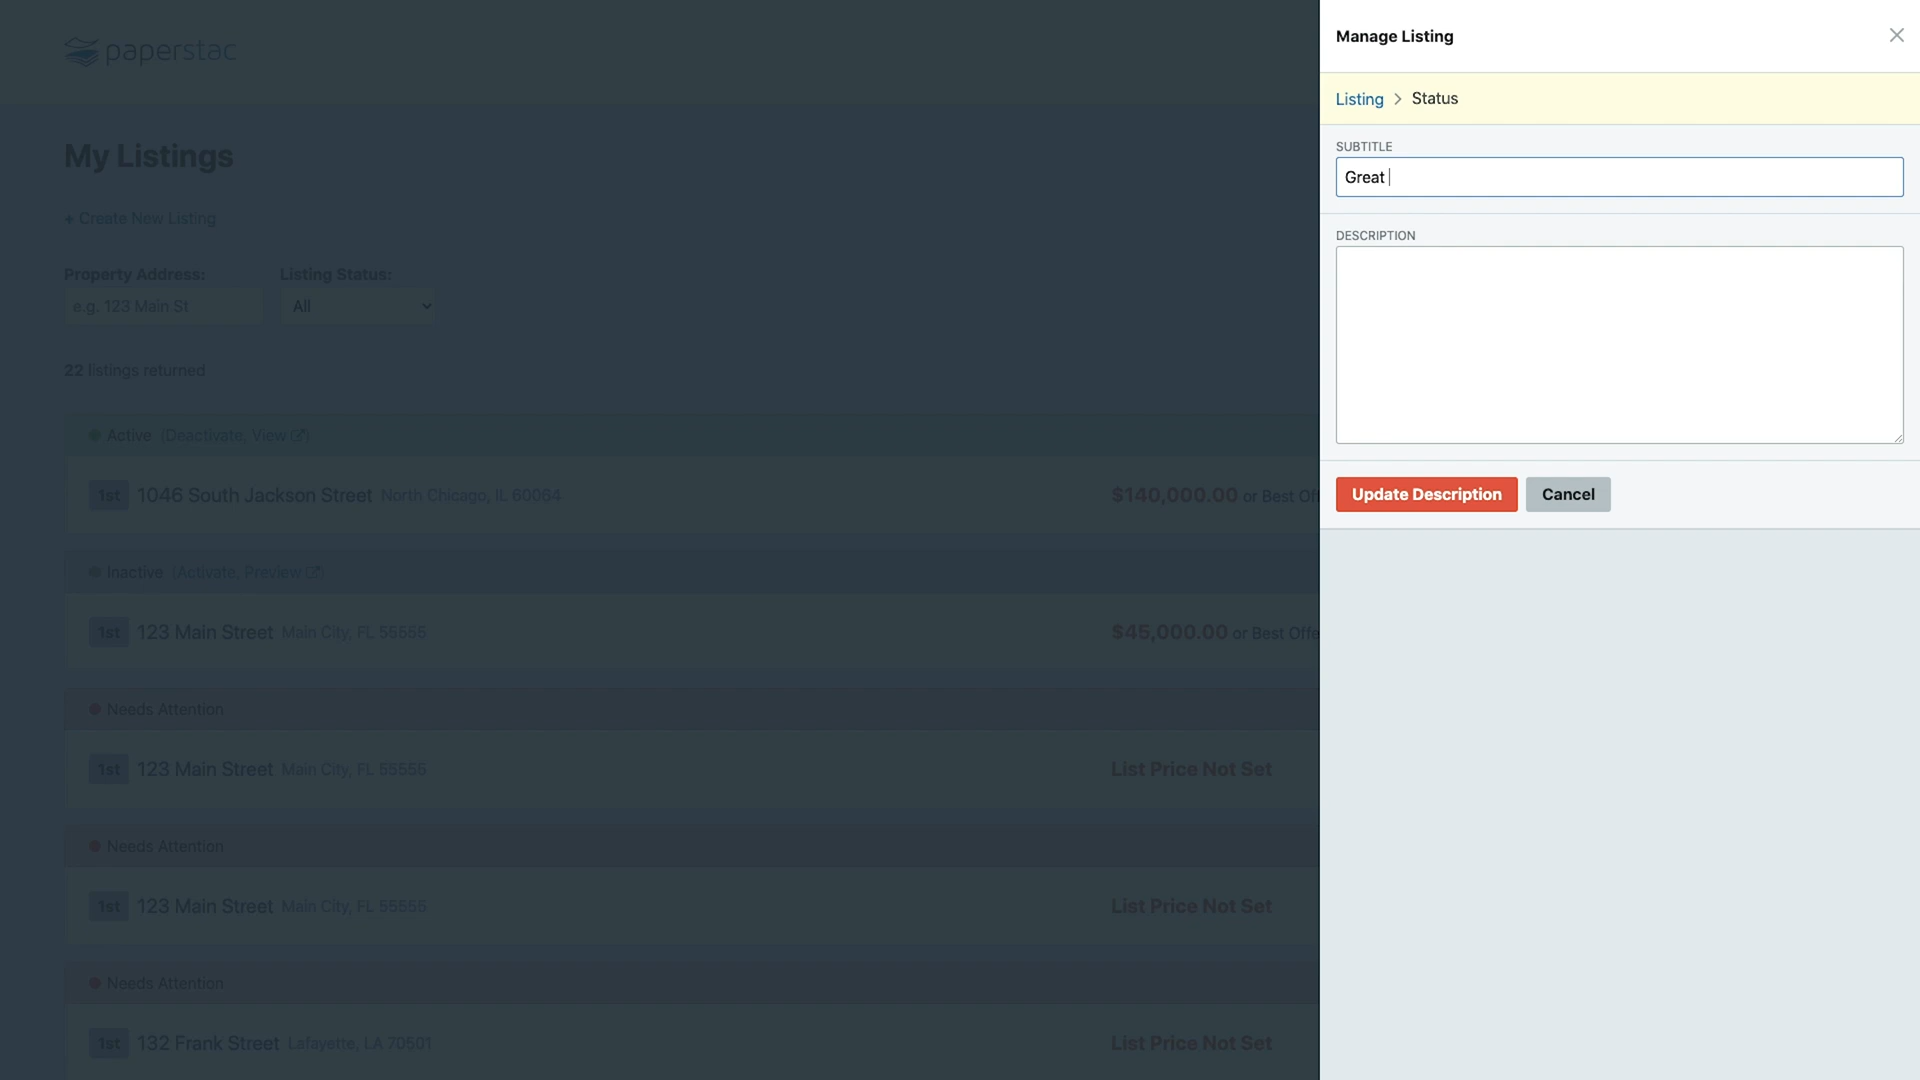 paperstac
My Listings
+ Create New Listing
Property Address:
Listing Status:
e.g. 123 Main St
All
22 listings returned
Active (Deactivate, View)
1st 1046 South Jackson Street North Chicago, IL 60064
$140,000.00 or Best Off
Inactive (Activate, Preview)
1st 123 Main Street Main City, FL 55555
$45,000.00 or Best Offe
Needs Attention
1st 123 Main Street Main City, FL 55555
List Price Not Set
Needs Attention
1st 123 Main Street Main City, FL 55555
List Price Not Set
Needs Attention
1st 132 Frank Street Lafayette, LA 70501
List Price Not Set
Manage Listing
Listing > Status
SUBTITLE
Great
DESCRIPTION
Update Description
Cancel